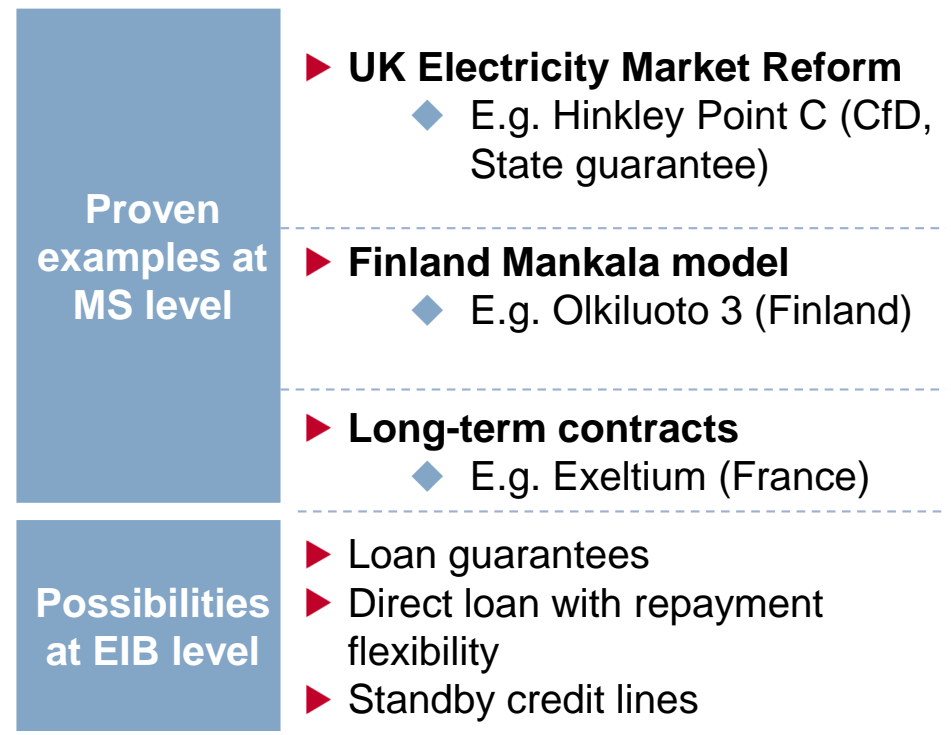 Proven
examples at
MS level
UK Electricity Market Reform
E.g. Hinkley Point C (CfD,
State guarantee)
Finland Mankala model
E.g. Olkiluoto 3 (Finland)
Long-term contracts
E.g. Exeltium (France)
Possibilities
at EIB level
Loan guarantees
Direct loan with repayment
flexibility
Standby credit lines